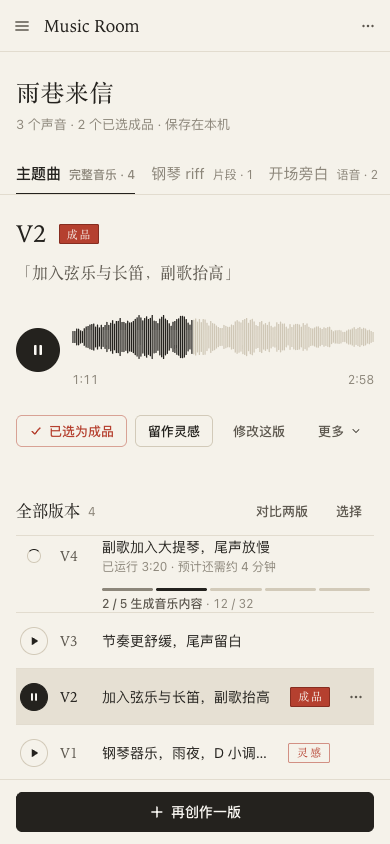 Music Room
雨巷来信
3 个声音 · 2 个已选成品 · 保存在本机
主题曲 完整音乐 · 4 钢琴 riff 片段 · 1 开场旁白 语音 · 2
V2 成品
「加入弦乐与长笛，副歌抬高」
1:11 2:58
已选为成品 留作灵感 修改这版 更多
全部版本 4 对比两版 选择
V4 副歌加入大提琴，尾声放慢
已运行 3:20 · 预计还需约 4 分钟
2 / 5 生成音乐内容 · 12 / 32
V3 节奏更舒缓，尾声留白
V2 加入弦乐与长笛，副歌抬高 成品
V1 钢琴器乐，雨夜，D 小调... 灵感
再创作一版